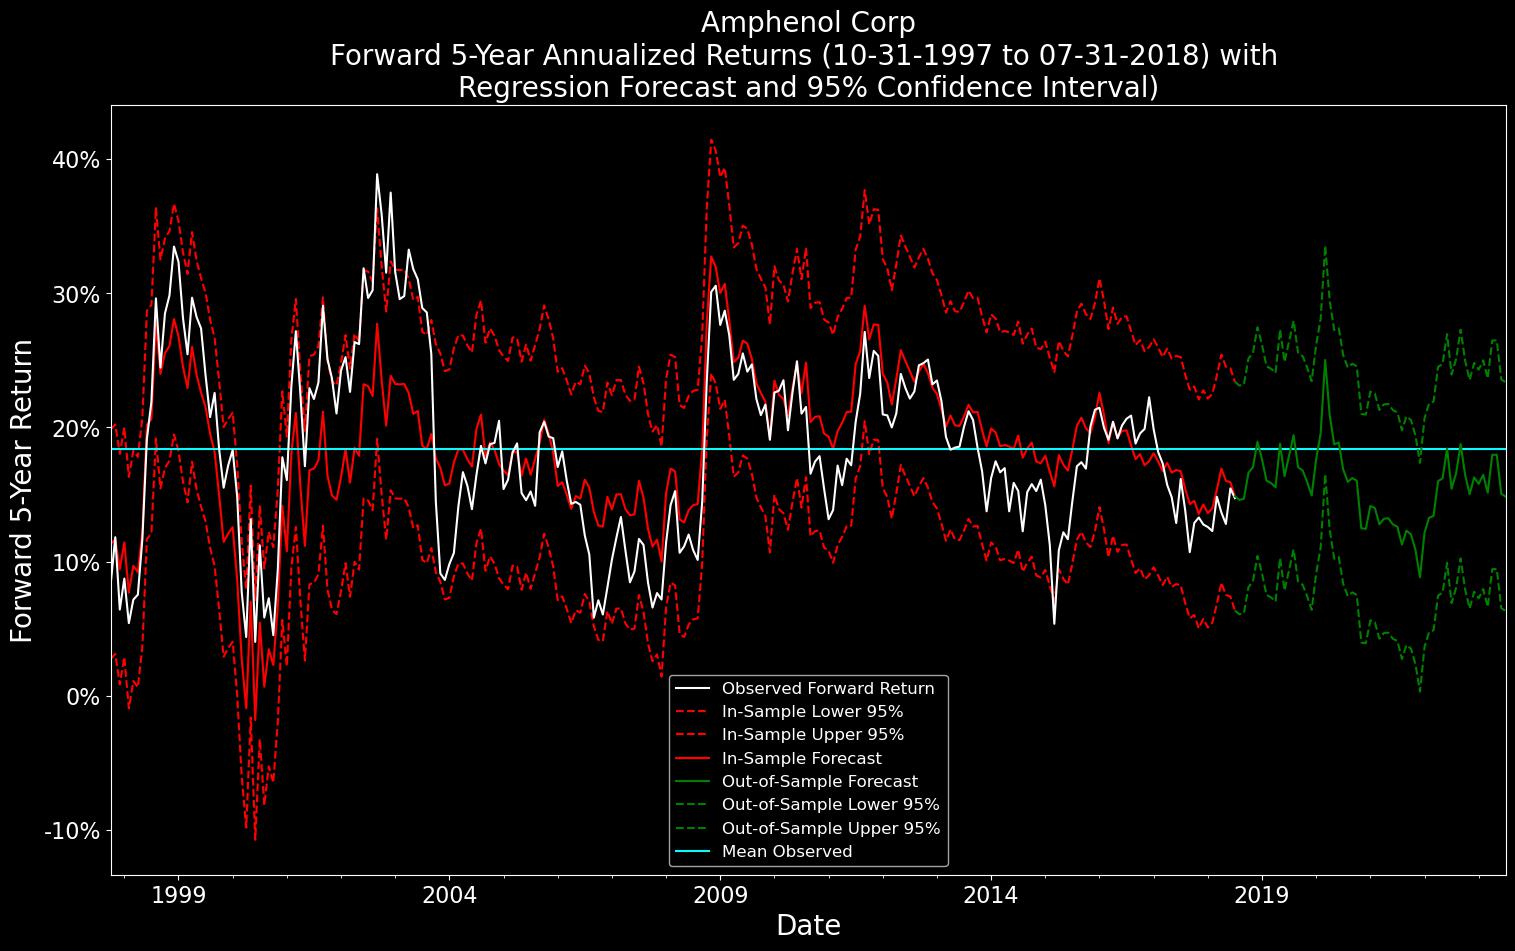 Amphenol Corp
Forward 5-Year Annualized Returns (10-31-1997 to 07-31-2018) with
Regression Forecast and 95% Confidence Interval)
Forward 5-Year Return
40%
30%
20%
10%
0%
-10%
Observed Forward Return
In-Sample Lower 95%
In-Sample Upper 95%
In-Sample Forecast
Out-of-Sample Forecast
Out-of-Sample Lower 95%
Out-of-Sample Upper 95%
Mean Observed
1999 2004 2009 2014 2019
Date